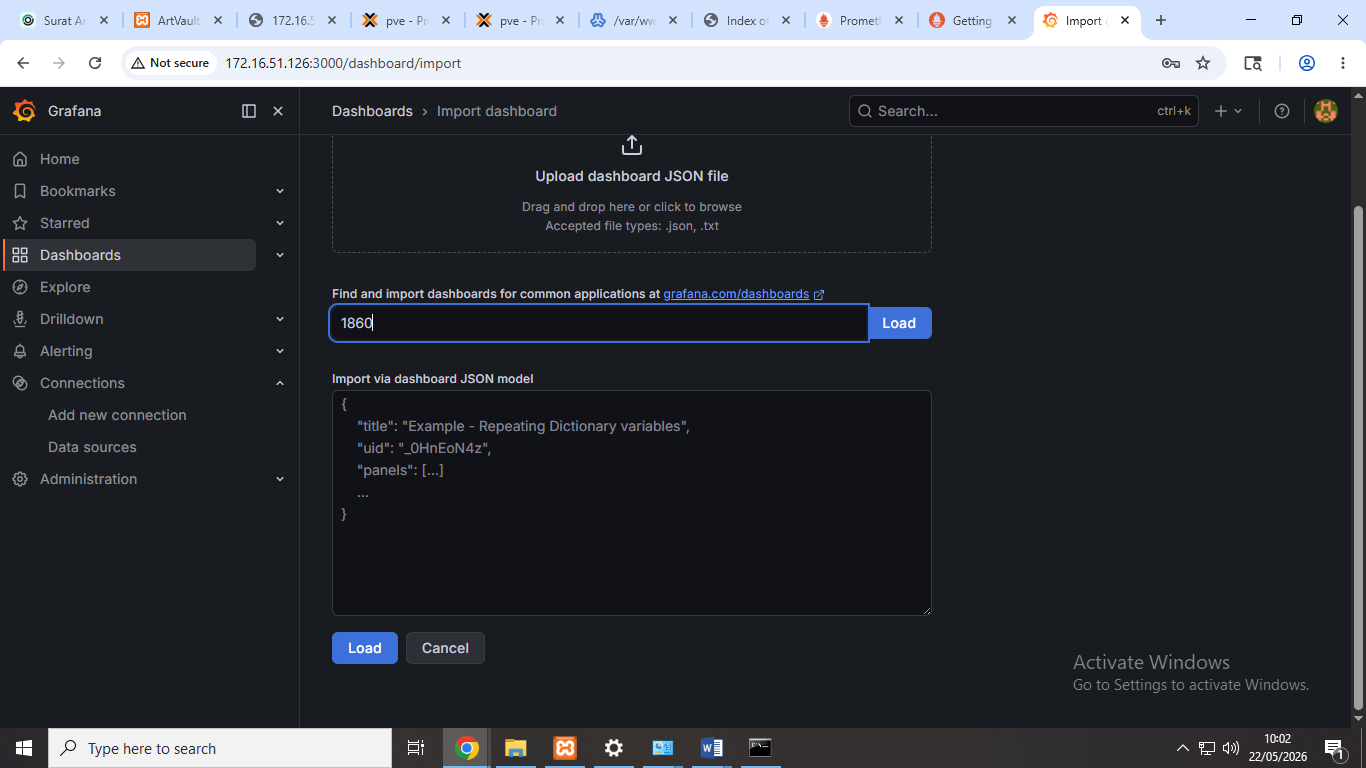 Surat Ar
ArtVault
172.16.5
pve - Pr
pve - Pr
/var/ww
Index of
Prometh
Getting
Import d
Not secure
172.16.51.126:3000/dashboard/import
Grafana
Dashboards › Import dashboard
Search...
ctrl+k
Home
Bookmarks
Starred
Dashboards
Explore
Drilldown
Alerting
Connections
Add new connection
Data sources
Administration
Upload dashboard JSON file
Drag and drop here or click to browse
Accepted file types: .json, .txt
Find and import dashboards for common applications at grafana.com/dashboards
1860
Load
Import via dashboard JSON model
{
"title": "Example - Repeating Dictionary variables",
"uid": "_0HnEoN4z",
"panels": [...]
...
}
Load
Cancel
Activate Windows
Go to Settings to activate Windows.
Type here to search
10:02
22/05/2026
1